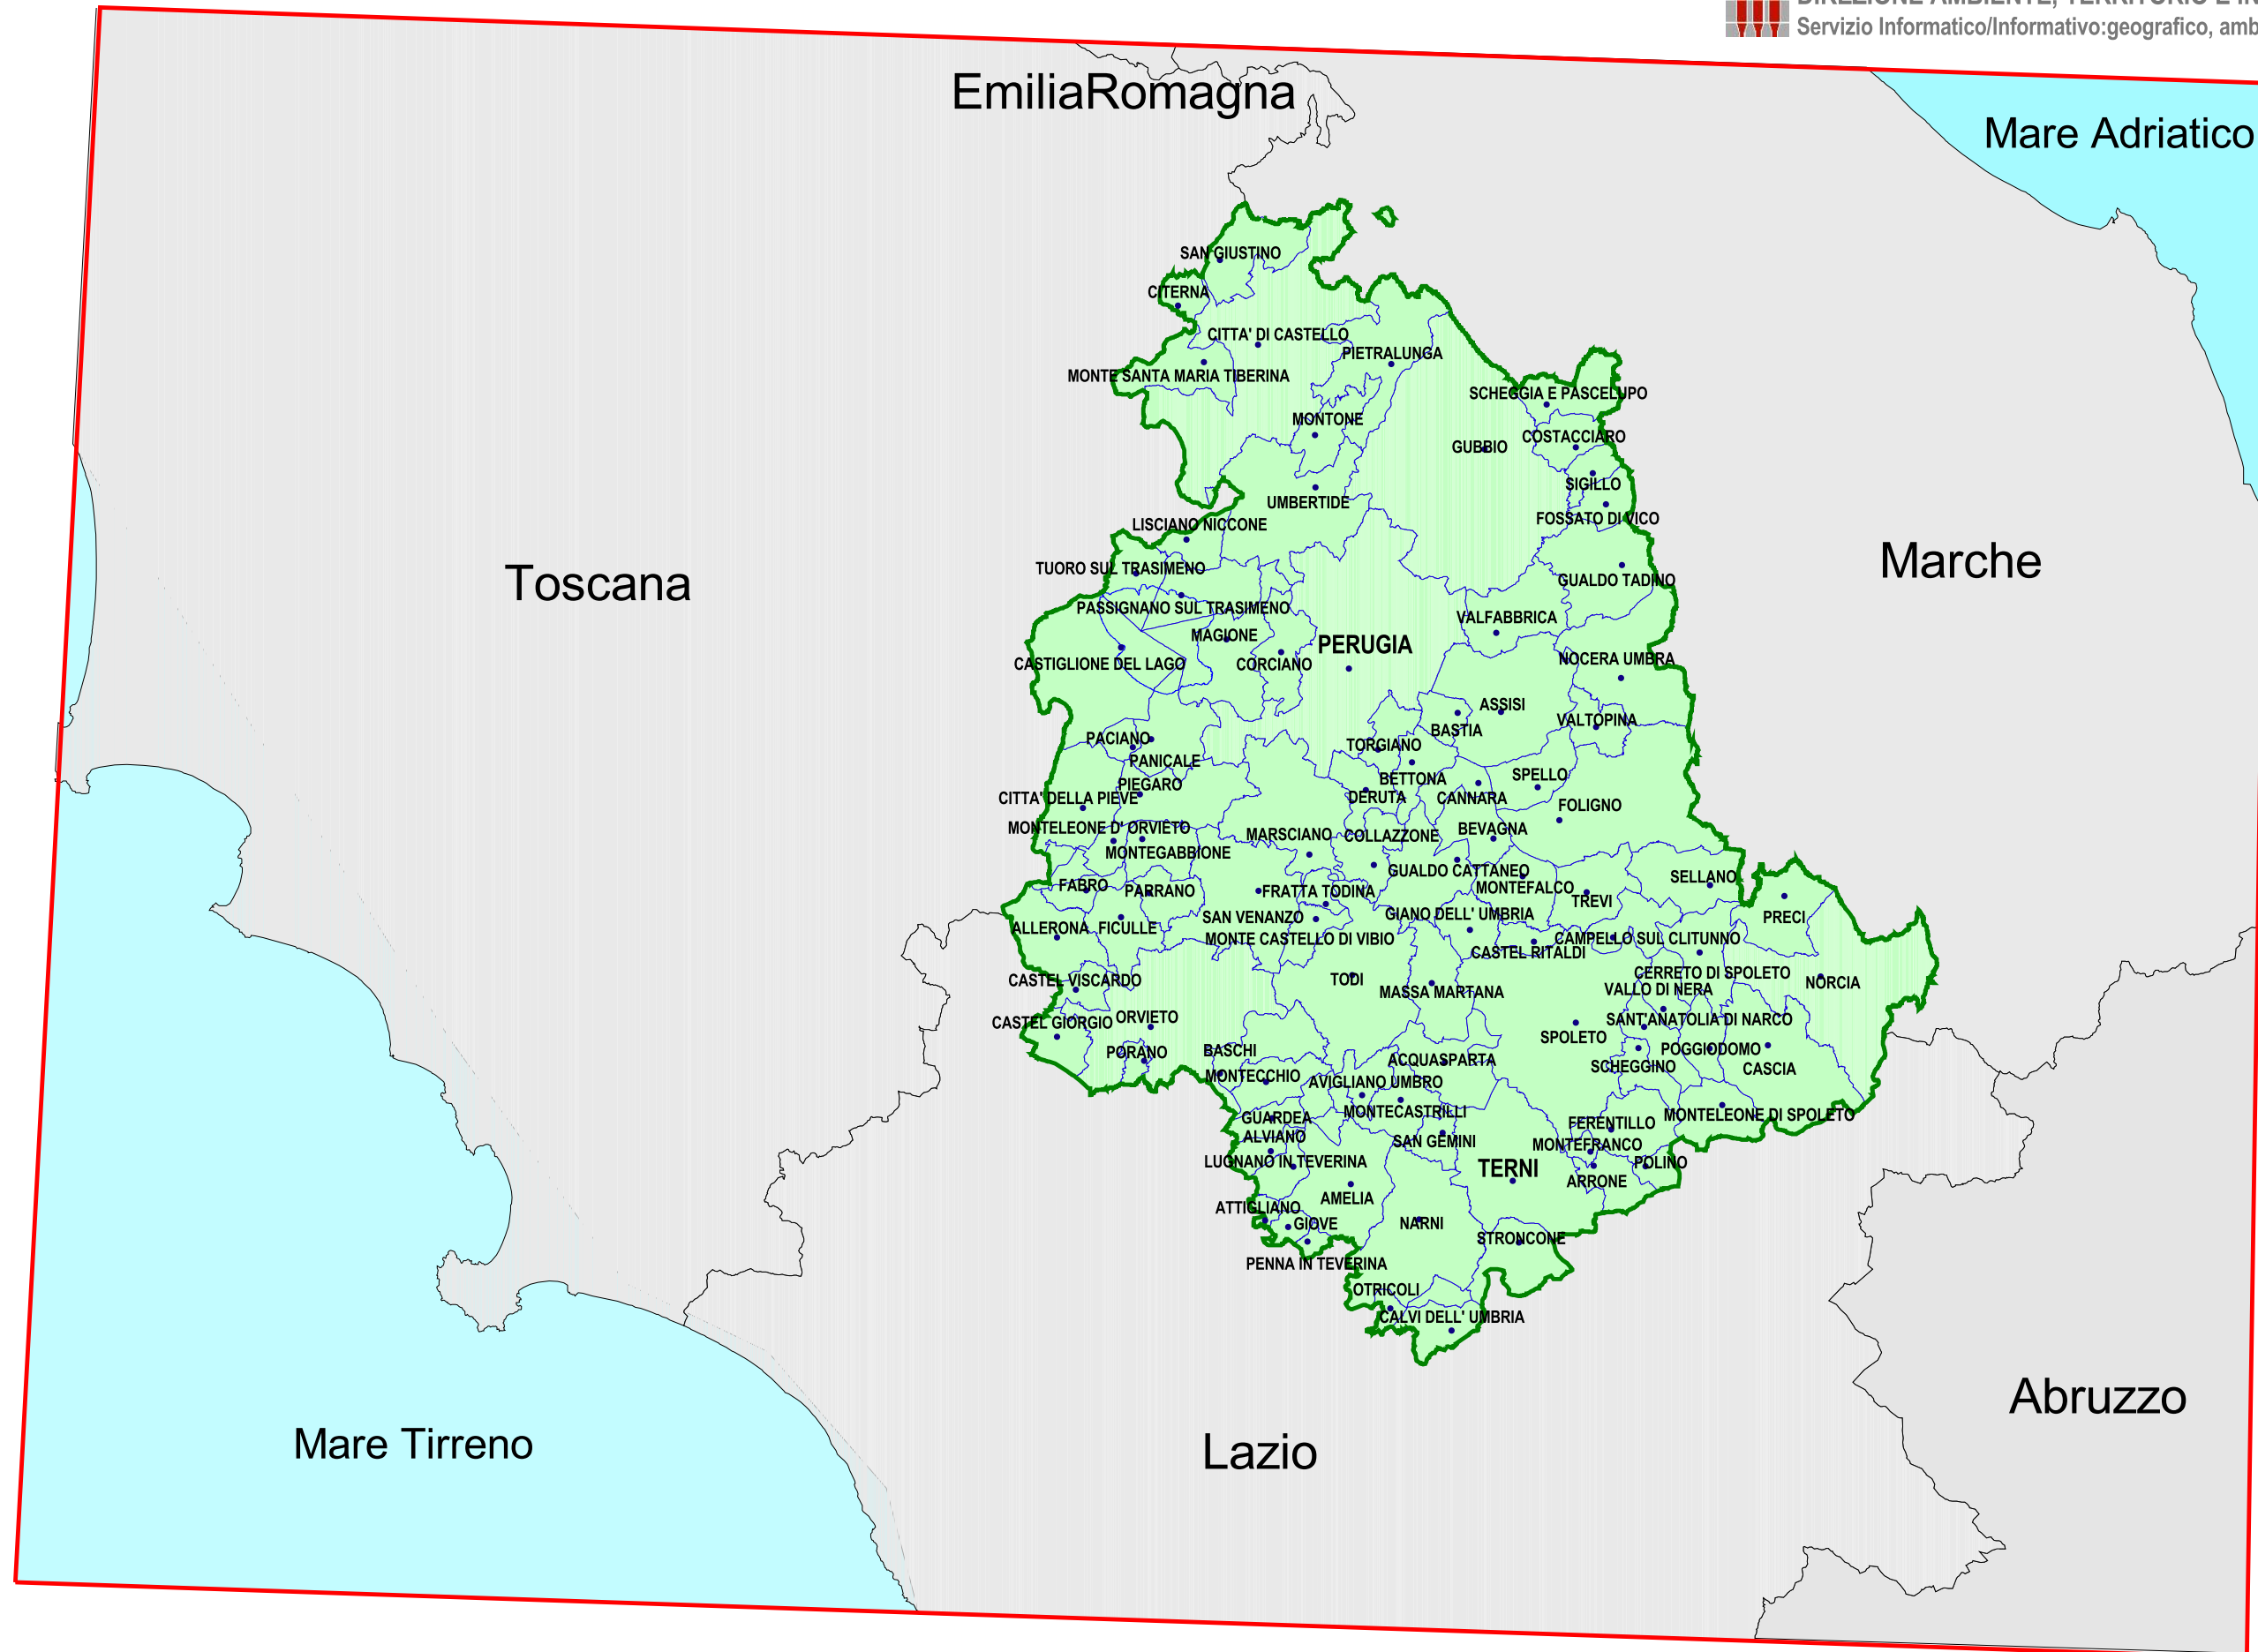 Servizio Informatico/Informativo:geografico,
EmiliaRomagna
Mare Adriatico
SAN GIUSTINO
CITERNA
CITTA' DI CASTELLO
PIETRALUNGA
MONTE SANTA MARIA TIBERINA
SCHEGGIA E PASCELUPO
MONTONE
COSTACCIARO
GUBBIO
SIGILLO
UMBERTIDE
FOSSATO DI VICO
LISCIANO NICCONE
Marche
TUORO SUL TRASIMENO
Toscana
GUALDO TADINO
PASSIGNANO SUL TRASIMENO
VALFABBRICA
MAGIONE
PERUGIA
NOCERA UMBRA
CASTIGLIONE DEL LAGO
CORCIANO
ASSISI
VALTOPINA
BASTIA
PACIANO
TORGIANO
PANICALE
SPELLO
BETTONA
PIEGARO
CITTA' DELLA PIEVE
DERUTA
CANNARA
FOLIGNO
MONTELEONE D' ORVIETO
BEVAGNA
MARSCIANO
COLLAZZONE
MONTEGABBIONE
GUALDO CATTANEO
SELLANO
FABRO
MONTEFALCO
PARRANO
FRATTA TODINA
TREVI
GIANO DELL' UMBRIA
SAN VENANZO
PRECI
ALLERONA
FICULLE
MONTE CASTELLO DI VIBIO
CAMPELLO SUL CLITUNNO
CASTEL RITALDI
CERRETO DI SPOLETO
CASTEL VISCARDO
TODI
NORCIA
VALLO DI NERA
MASSA MARTANA
ORVIETO
SANT'ANATOLIA DI NARCO
CASTEL GIORGIO
SPOLETO
POGGIODOMO
BASCHI
PORANO
ACQUASPARTA
SCHEGGINO
CASCIA
MONTECCHIO
AVIGLIANO UMBRO
MONTECASTRILLI
MONTELEONE DI SPOLETO
GUARDEA
FERENTILLO
ALVIANO
SAN GEMINI
MONTEFRANCO
LUGNANO IN TEVERINA
POLINO
TERNI
ARRONE
AMELIA
ATTIGLIANO
GIOVE
NARNI
STRONCONE
PENNA IN TEVERINA
OTRICOLI
CALVI DELL' UMBRIA
Abruzzo
Mare Tirreno
Lazio